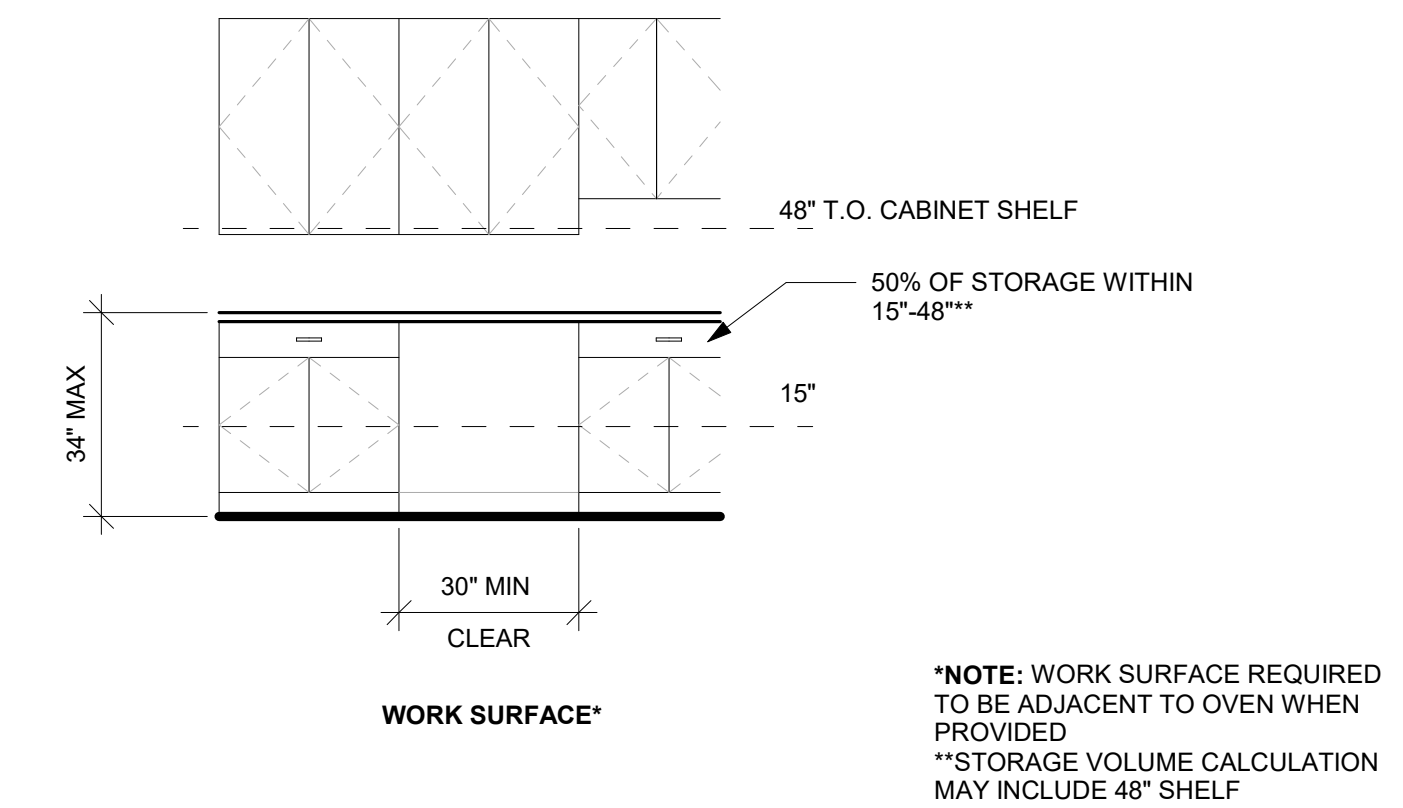 48" T.O. CABINET SHELF
50% OF STORAGE WITHIN
15"-48"**
34" MAX
15"
30" MIN
CLEAR
WORK SURFACE*
*NOTE: WORK SURFACE REQUIRED
TO BE ADJACENT TO OVEN WHEN
PROVIDED
**STORAGE VOLUME CALCULATION
MAY INCLUDE 48" SHELF